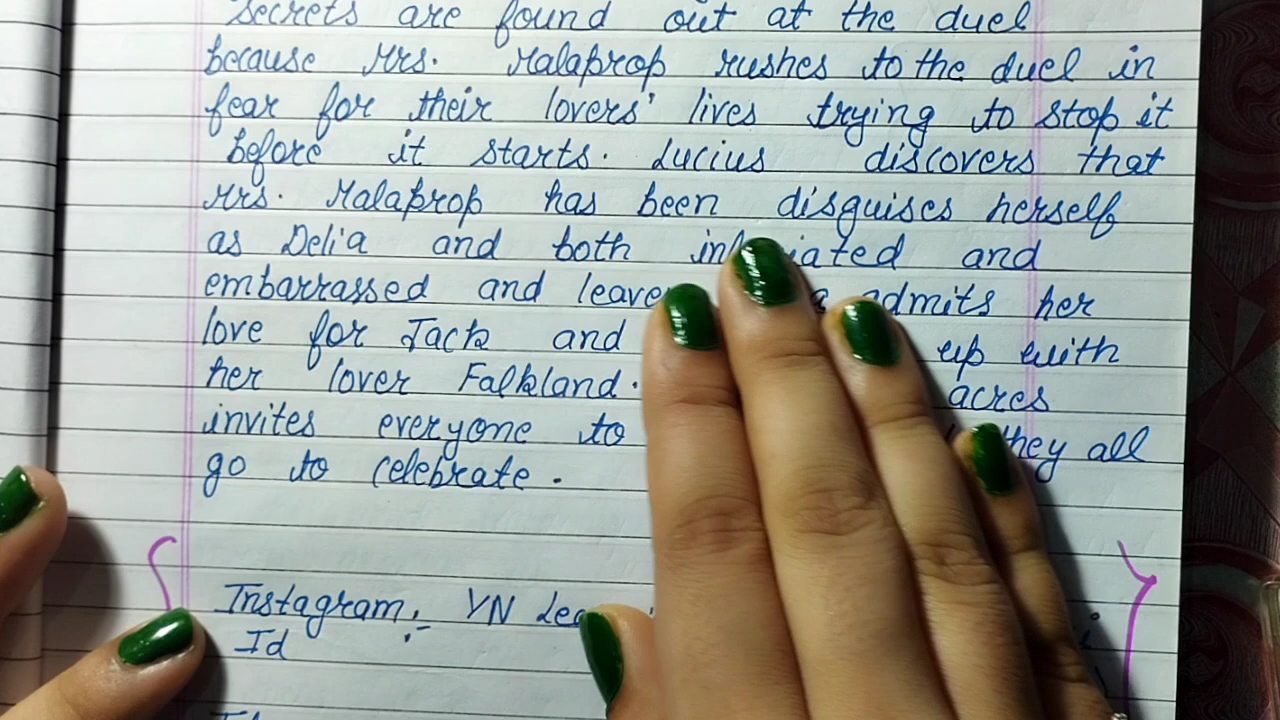 secrets are found out at the duel
because Mrs. Malaprop rushes to the duel in
fear for their lovers' lives trying to stop it
before it starts. Lucius discovers that
Mrs. Malaprop has been disguises herself
as Delia and both and
embarrassed and admits her
love for Jack and up with
her lover Falkland. acres
invites everyone to they all
go to celebrate.
Instagram:- YN
Id